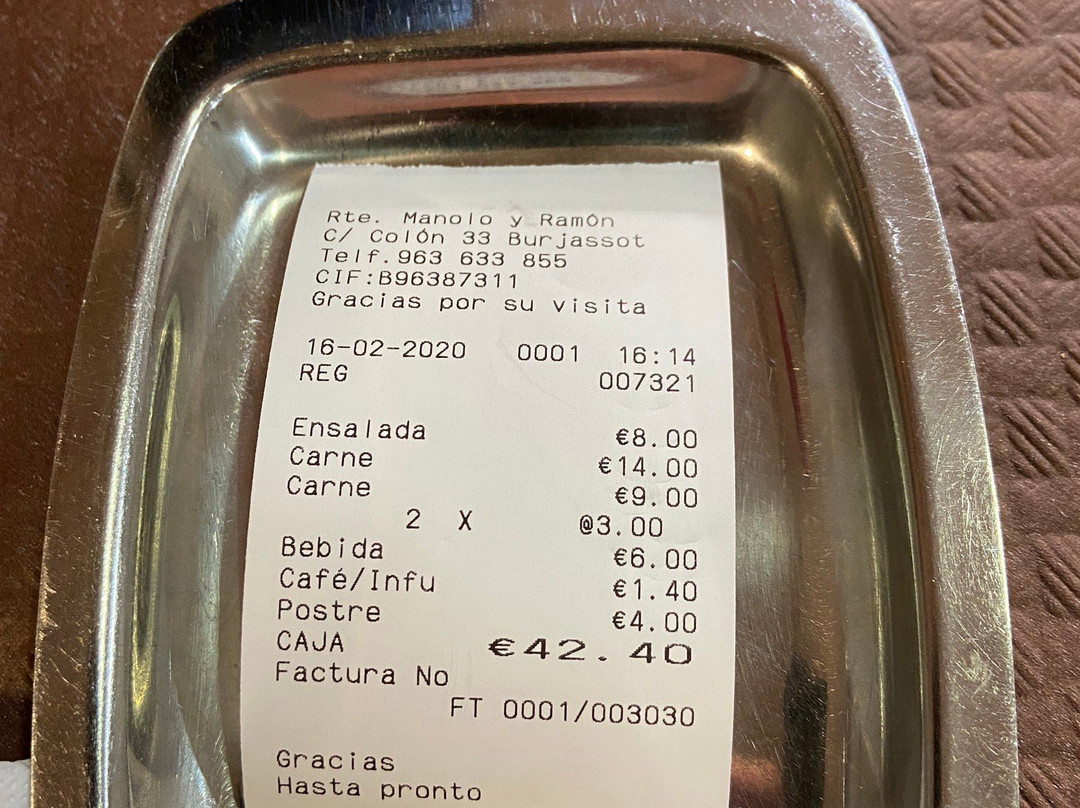 Rte. Manolo y Ramón
C/ Colón 33 Burjassot
Telf.963 633 855
CIF:B96387311
Gracias por su visita
16-02-2020 0001 16:14
REG 007321
Ensalada €8.00
Carne €14.00
Carne €9.00
2 X @3.00
Bebida €6.00
Café/Infu €1.40
Postre €4.00
CAJA €42.40
Factura No
FT 0001/003030
Gracias
Hasta pronto